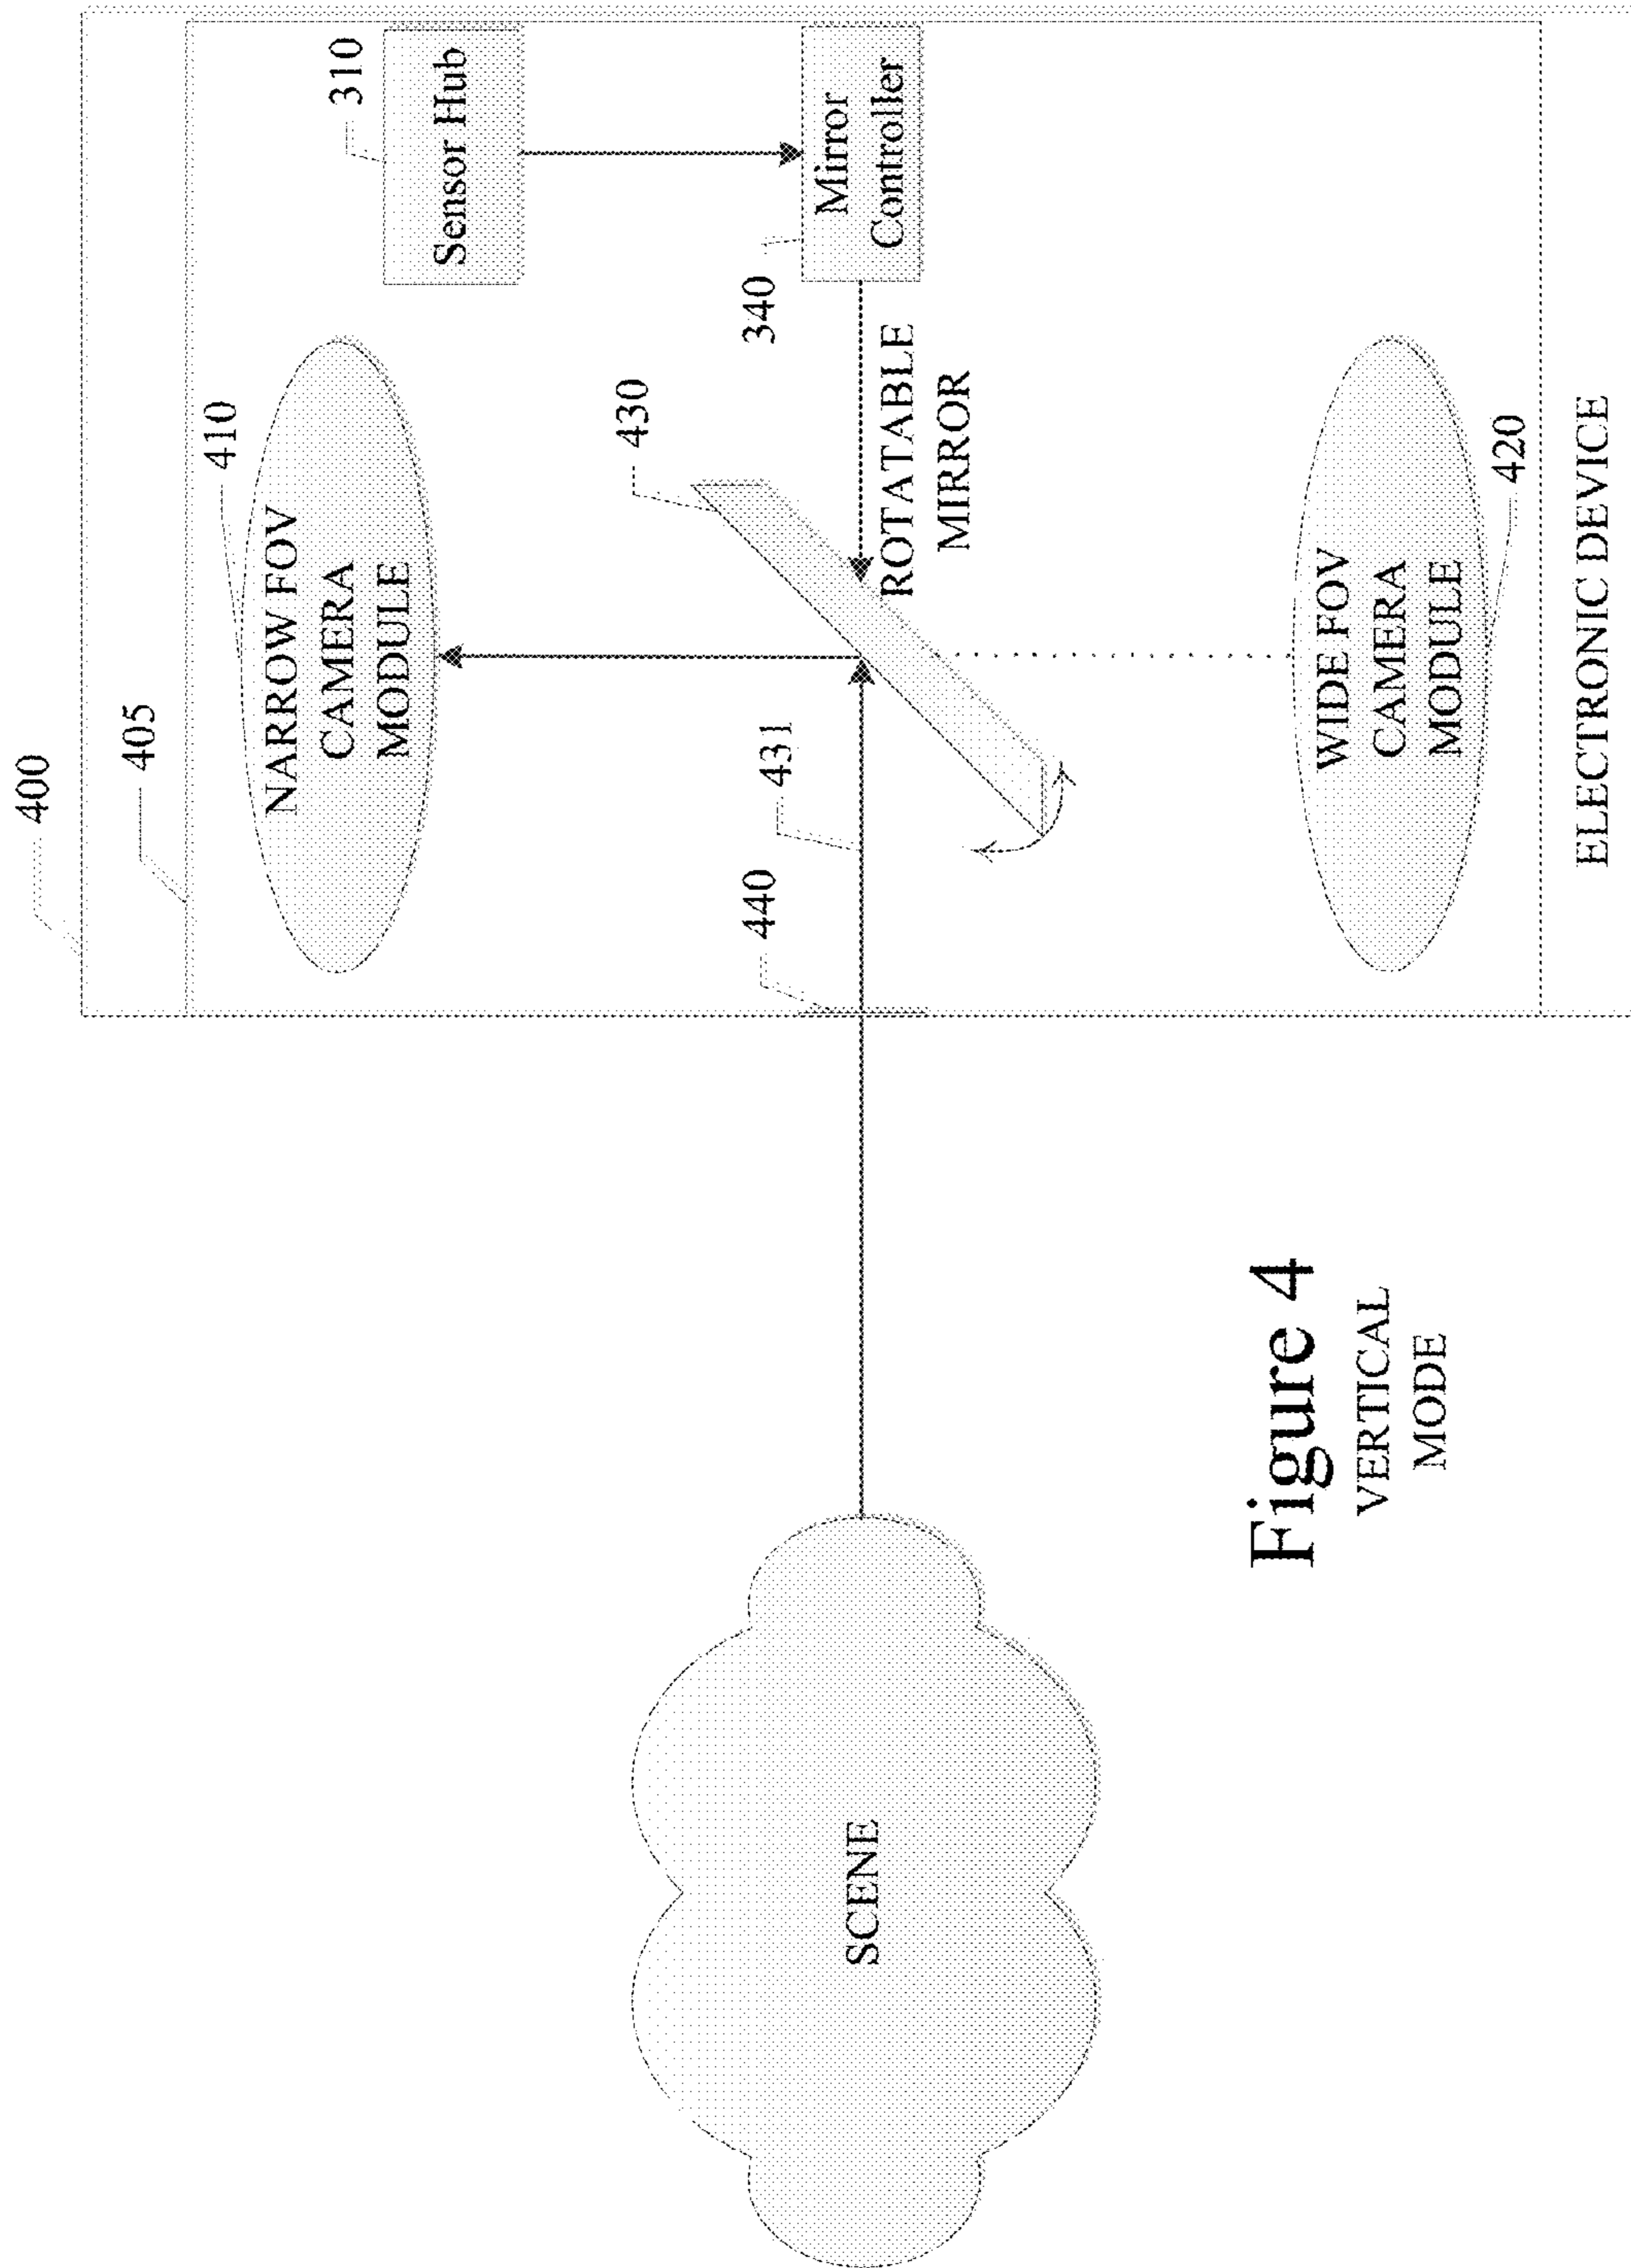 400
405
410
NARROW FOV
CAMERA
MODULE
310
Sensor Hub
Mirror
Controller
340
430
ROTATABLE
MIRROR
431
440
WIDE FOV
CAMERA
MODULE
420
ELECTRONIC DEVICE
SCENE
Figure 4
VERTICAL
MODE